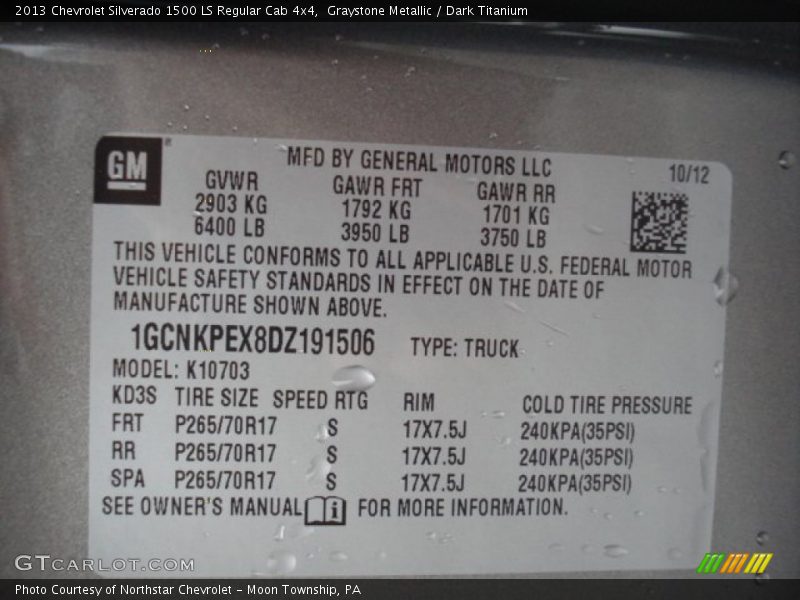 2013 Chevrolet Silverado 1500 LS Regular Cab 4x4,  Graystone Metallic / Dark Titanium
GM
MFD BY GENERAL MOTORS LLC
10/12
GVWR GAWR FRT GAWR RR
2903 KG 1792 KG 1701 KG
6400 LB 3950 LB 3750 LB
THIS VEHICLE CONFORMS TO ALL APPLICABLE U.S. FEDERAL MOTOR
VEHICLE SAFETY STANDARDS IN EFFECT ON THE DATE OF
MANUFACTURE SHOWN ABOVE.
1GCNKPEX8DZ191506 TYPE: TRUCK
MODEL: K10703
KD3S TIRE SIZE SPEED RTG RIM COLD TIRE PRESSURE
FRT P265/70R17 S 17X7.5J 240KPA(35PSI)
RR P265/70R17 S 17X7.5J 240KPA(35PSI)
SPA P265/70R17 S 17X7.5J 240KPA(35PSI)
SEE OWNER'S MANUAL i FOR MORE INFORMATION.
GTCARLOT.COM
Photo Courtesy of Northstar Chevrolet - Moon Township, PA